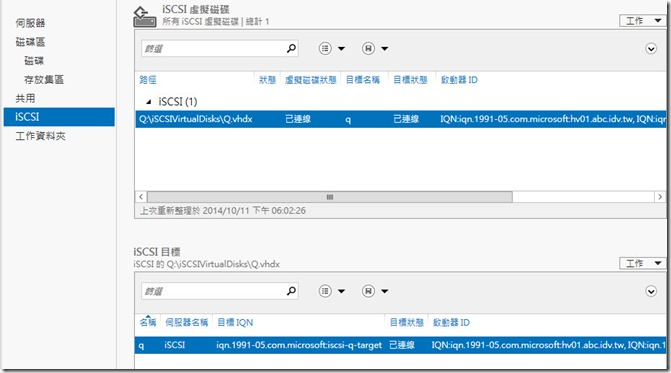 伺服器
磁碟區
磁碟
存放集區
共用
iSCSI
工作資料夾
iSCSI 虛擬磁碟
所有 iSCSI 虛擬磁碟 | 總計 1
工作
篩選
路徑 狀態 虛擬磁碟狀態 目標名稱 目標狀態 啟動器 ID
iSCSI (1)
Q:\iSCSIVirtualDisks\Q.vhdx 已連線 q 已連線 IQN:iqn.1991-05.com.microsoft:hv01.abc.idv.tw, IQN:iqn
上次重新整理於 2014/10/11 下午 06:02:26
iSCSI 目標
iSCSI 的 Q:\iSCSIVirtualDisks\Q.vhdx
工作
篩選
名稱 伺服器名稱 目標 IQN 目標狀態 啟動器 ID
q iSCSI iqn.1991-05.com.microsoft:iscsi-q-target 已連線 IQN:iqn.1991-05.com.microsoft:hv01.abc.idv.tw, IQN:iqn.1